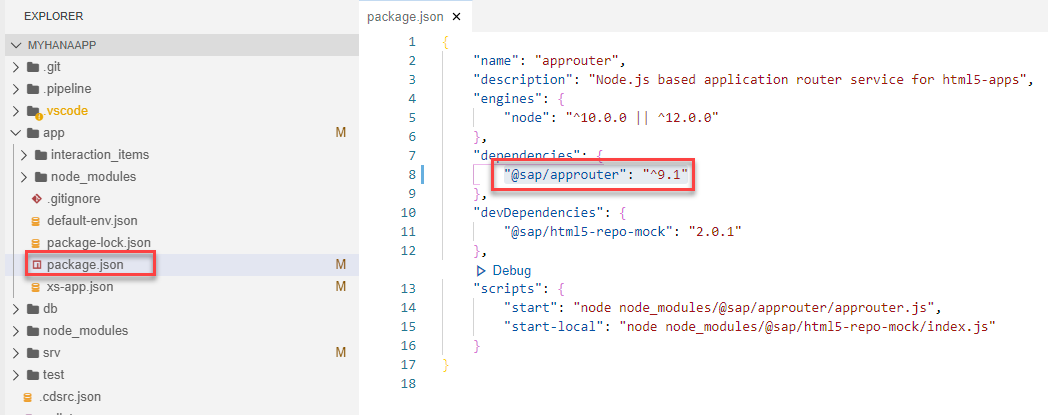 EXPLORER
MYHANAAPP
.git
.pipeline
.vscode
app M
interaction_items
node_modules
.gitignore
default-env.json
package-lock.json
package.json M
xs-app.json M
db
node_modules
srv M
test
.cdsrc.json
package.json ×
1 {
2 "name": "approuter",
3 "description": "Node.js based application router service for html5-apps",
4 "engines": {
5 "node": "^10.0.0 || ^12.0.0"
6 },
7 "dependencies": {
8 "@sap/approuter": "^9.1"
9 },
10 "devDependencies": {
11 "@sap/html5-repo-mock": "2.0.1"
12 },
Debug
13 "scripts": {
14 "start": "node node_modules/@sap/approuter/approuter.js",
15 "start-local": "node node_modules/@sap/html5-repo-mock/index.js"
16 }
17 }
18